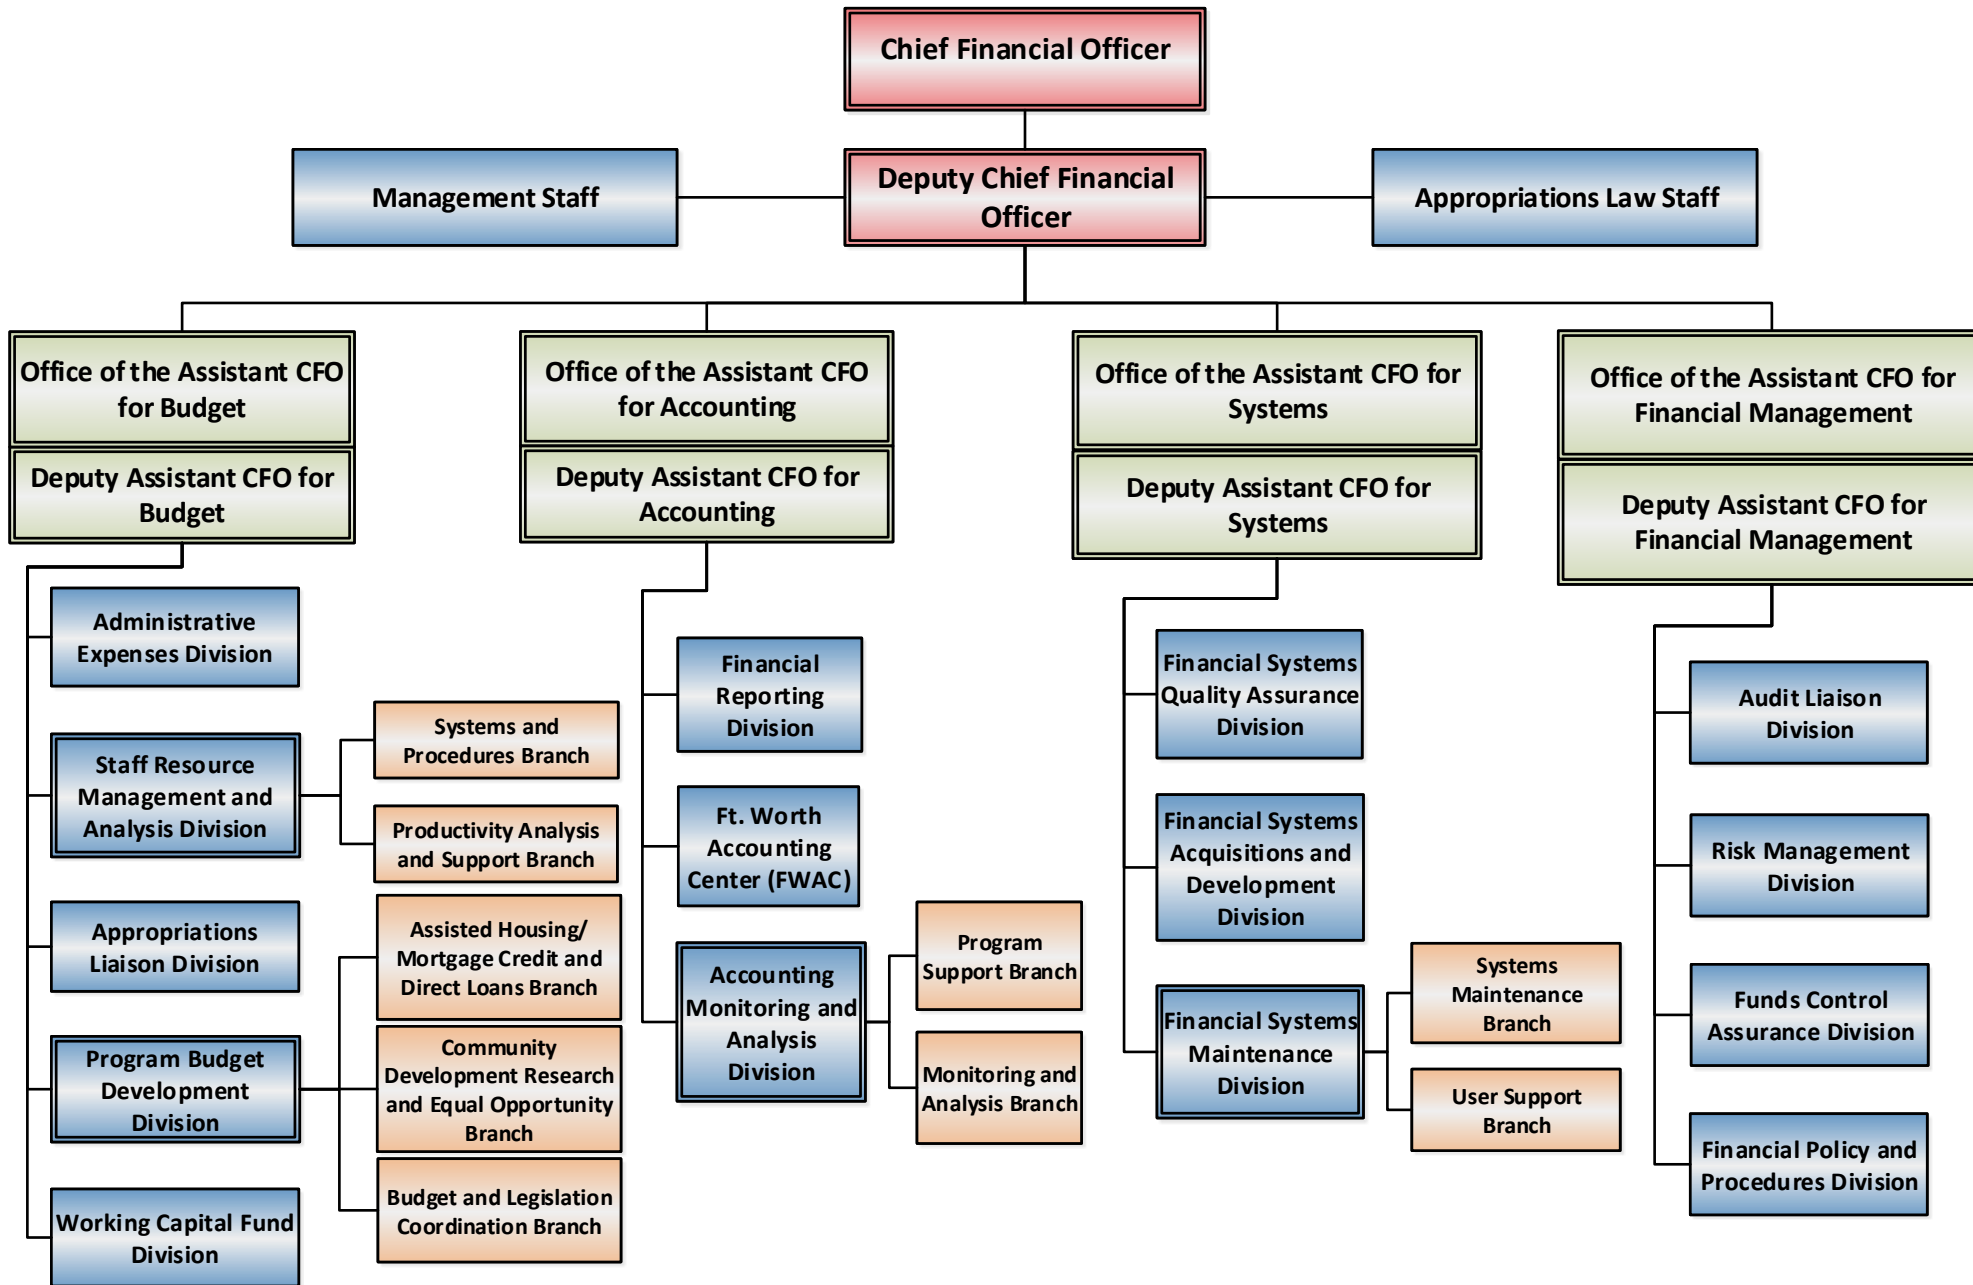 Chief Financial Officer
Management Staff
Deputy Chief Financial
Officer
Appropriations Law Staff
Office of the Assistant CFO
for Budget
Deputy Assistant CFO for
Budget
Office of the Assistant CFO
for Accounting
Deputy Assistant CFO for
Accounting
Office of the Assistant CFO for
Systems
Deputy Assistant CFO for
Systems
Office of the Assistant CFO for
Financial Management
Deputy Assistant CFO for
Financial Management
Administrative
Expenses Division
Staff Resource
Management and
Analysis Division
Systems and
Procedures Branch
Productivity Analysis
and Support Branch
Appropriations
Liaison Division
Program Budget
Development
Division
Assisted Housing/
Mortgage Credit and
Direct Loans Branch
Community
Development Research
and Equal Opportunity
Branch
Budget and Legislation
Coordination Branch
Working Capital Fund
Division
Financial
Reporting
Division
Ft. Worth
Accounting
Center (FWAC)
Accounting
Monitoring and
Analysis
Division
Program
Support Branch
Monitoring and
Analysis Branch
Financial Systems
Quality Assurance
Division
Financial Systems
Acquisitions and
Development
Division
Financial Systems
Maintenance
Division
Systems
Maintenance
Branch
User Support
Branch
Audit Liaison
Division
Risk Management
Division
Funds Control
Assurance Division
Financial Policy and
Procedures Division